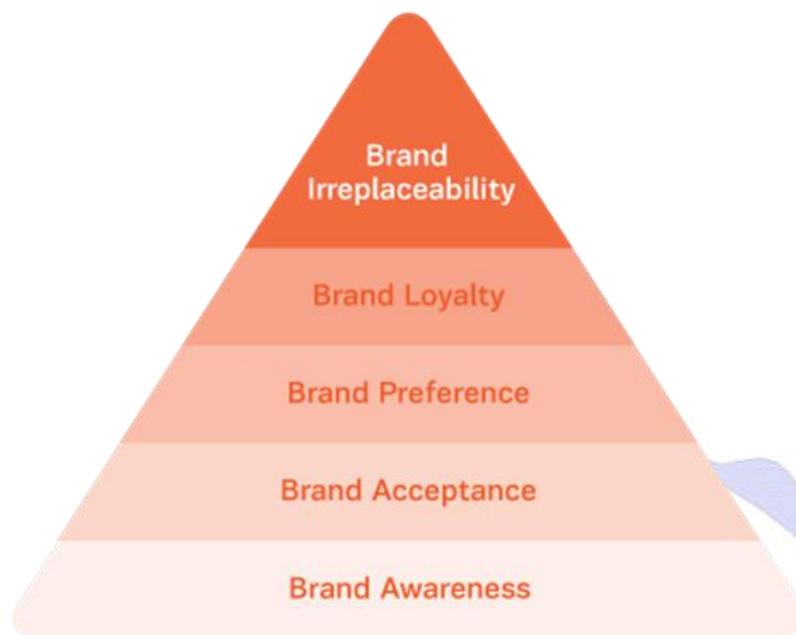 Brand
Irreplaceability
Brand Loyalty
Brand Preference
Brand Acceptance
Brand Awareness